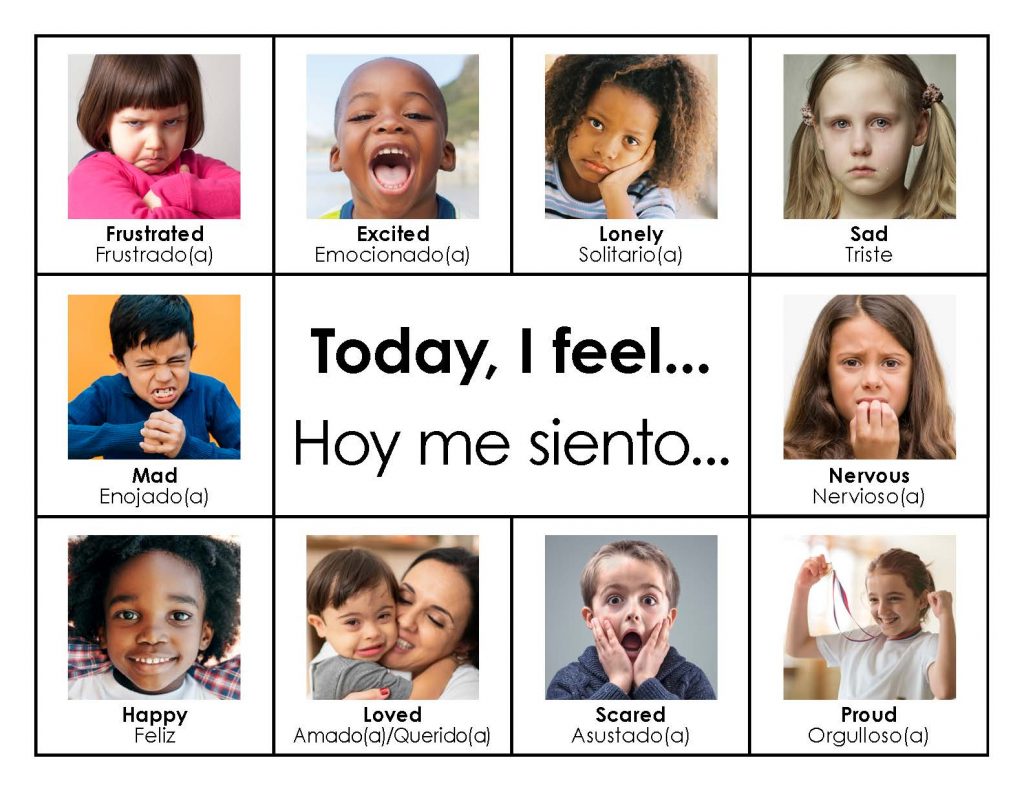 Frustrated
Frustrado(a)
Excited
Emocionado(a)
Lonely
Solitario(a)
Sad
Triste
Mad
Enojado(a)
Today, I feel...
Hoy me siento...
Nervous
Nervioso(a)
Happy
Feliz
Loved
Amado(a)/Querido(a)
Scared
Asustado(a)
Proud
Orgulloso(a)